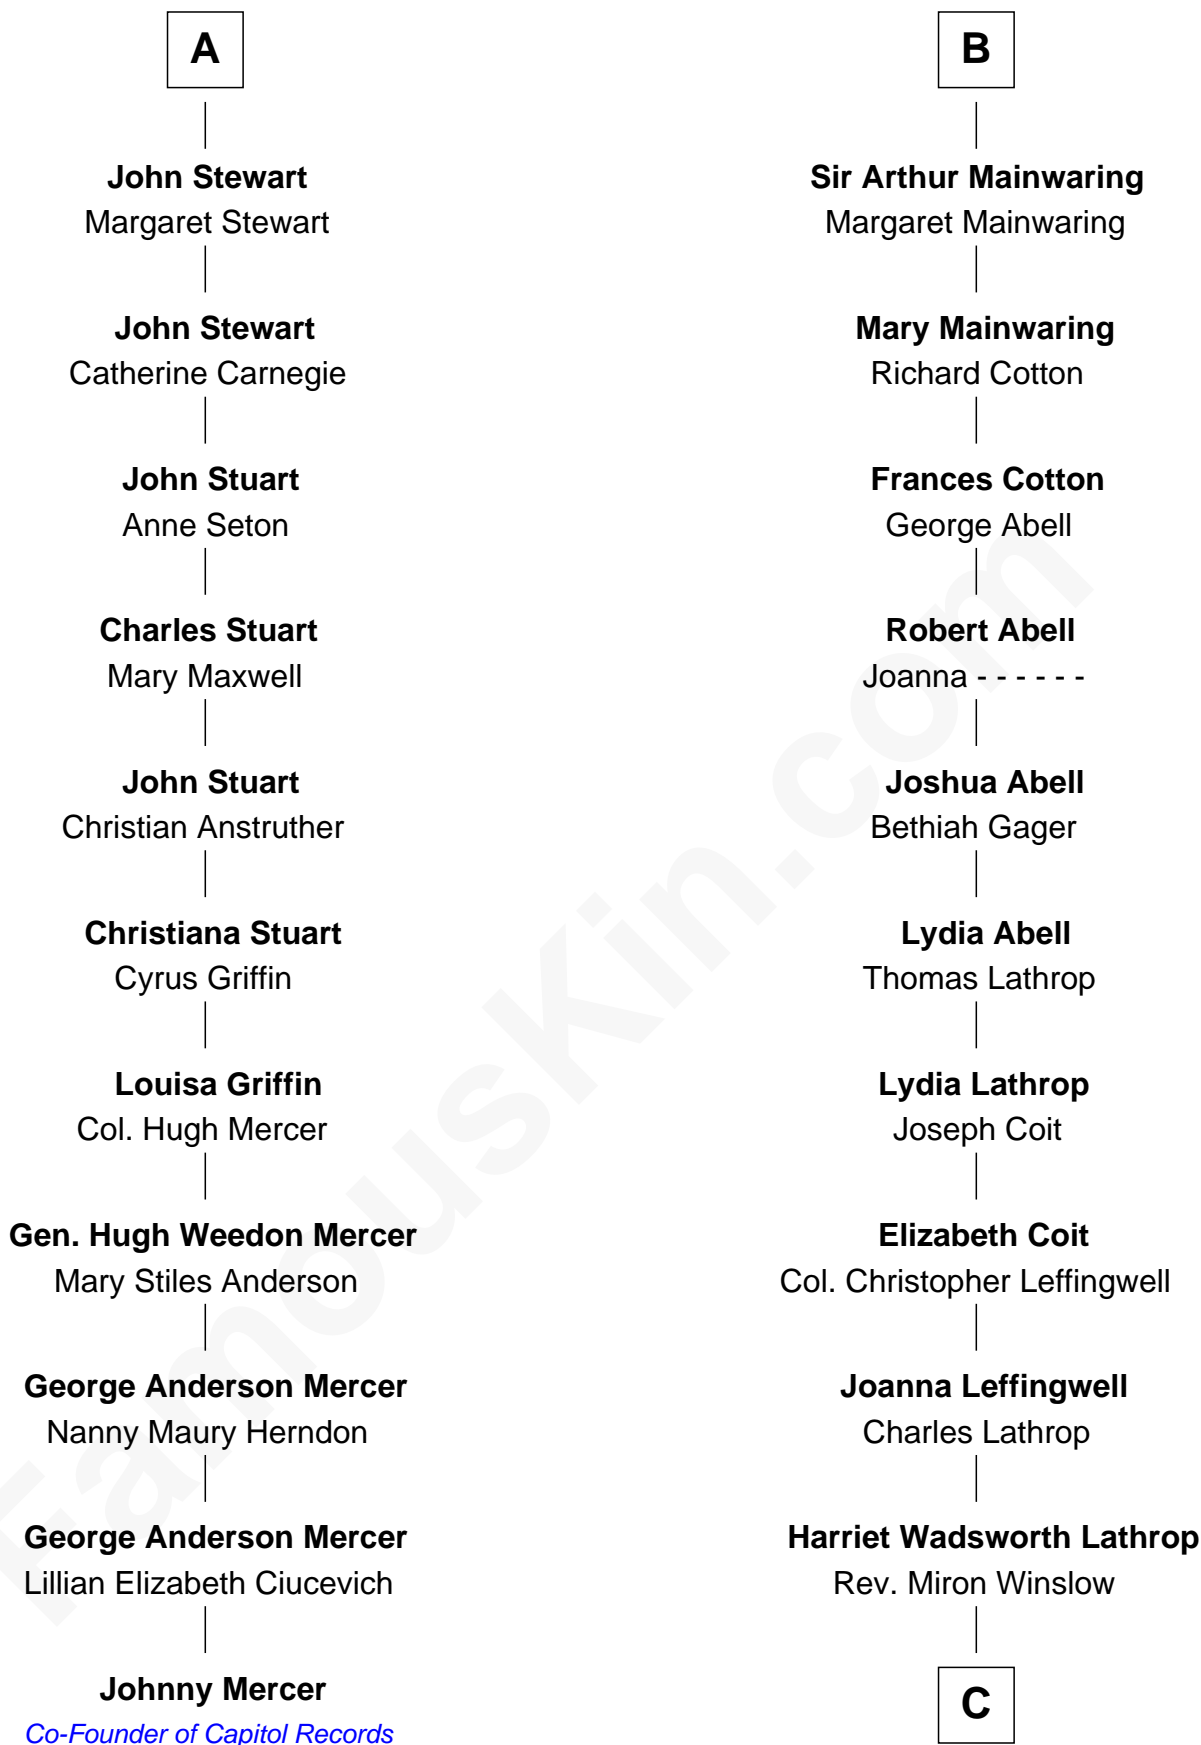 A
John Stewart
Margaret Stewart
John Stewart
Catherine Carnegie
John Stuart
Anne Seton
Charles Stuart
Mary Maxwell
John Stuart
Christian Anstruther
Christiana Stuart
Cyrus Griffin
Louisa Griffin
Col. Hugh Mercer
Gen. Hugh Weedon Mercer
Mary Stiles Anderson
George Anderson Mercer
Nanny Maury Herndon
George Anderson Mercer
Lillian Elizabeth Ciucevich
Johnny Mercer
Co-Founder of Capitol Records
B
Sir Arthur Mainwaring
Margaret Mainwaring
Mary Mainwaring
Richard Cotton
Frances Cotton
George Abell
Robert Abell
Joanna - - - - - -
Joshua Abell
Bethiah Gager
Lydia Abell
Thomas Lathrop
Lydia Lathrop
Joseph Coit
Elizabeth Coit
Col. Christopher Leffingwell
Joanna Leffingwell
Charles Lathrop
Harriet Wadsworth Lathrop
Rev. Miron Winslow
C
FamousKin.com